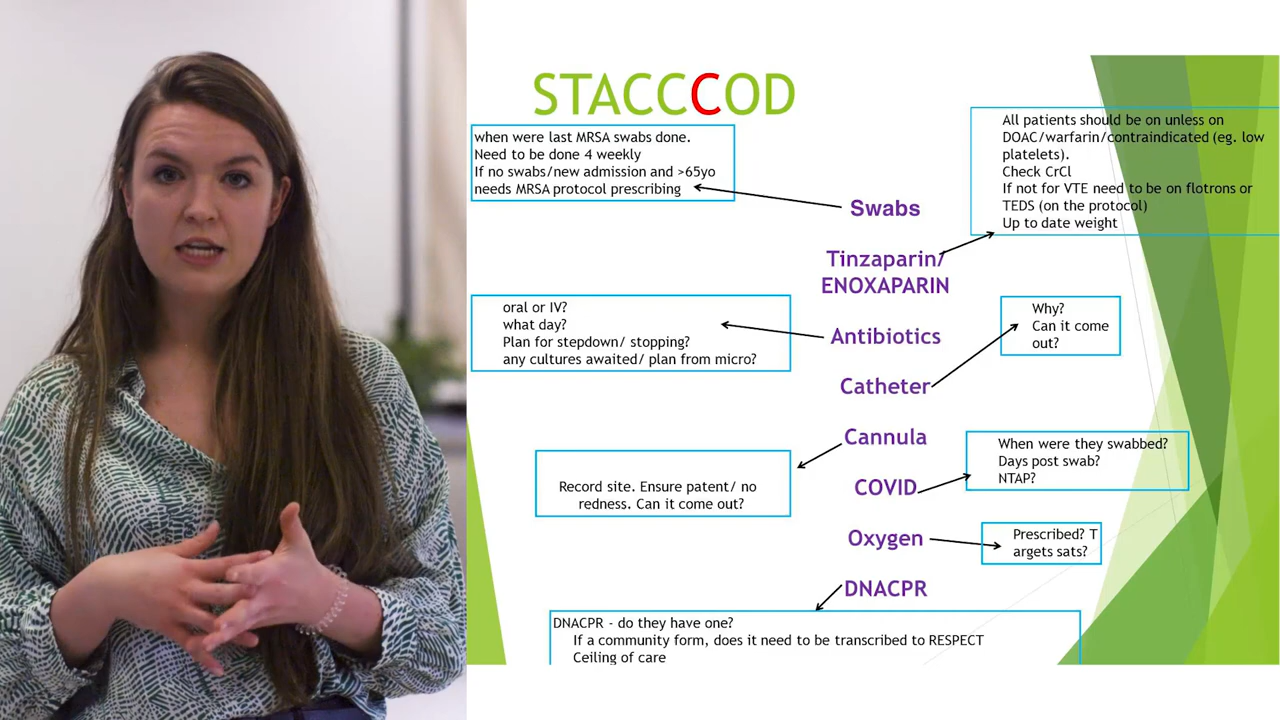 STACCCOD
when were last MRSA swabs done.
Need to be done 4 weekly
If no swabs/new admission and >65yo
needs MRSA protocol prescribing
All patients should be on unless on
DOAC/warfarin/contraindicated (eg. low
platelets).
Check CrCl
If not for VTE need to be on flotrons or
TEDS (on the protocol)
Up to date weight
Swabs
Tinzaparin/
ENOXAPARIN
oral or IV?
what day?
Plan for stepdown/ stopping?
any cultures awaited/ plan from micro?
Antibiotics
Why?
Can it come
out?
Catheter
Cannula
Record site. Ensure patent/ no
redness. Can it come out?
When were they swabbed?
Days post swab?
NTAP?
COVID
Oxygen
Prescribed? T
argets sats?
DNACPR
DNACPR - do they have one?
If a community form, does it need to be transcribed to RESPECT
Ceiling of care